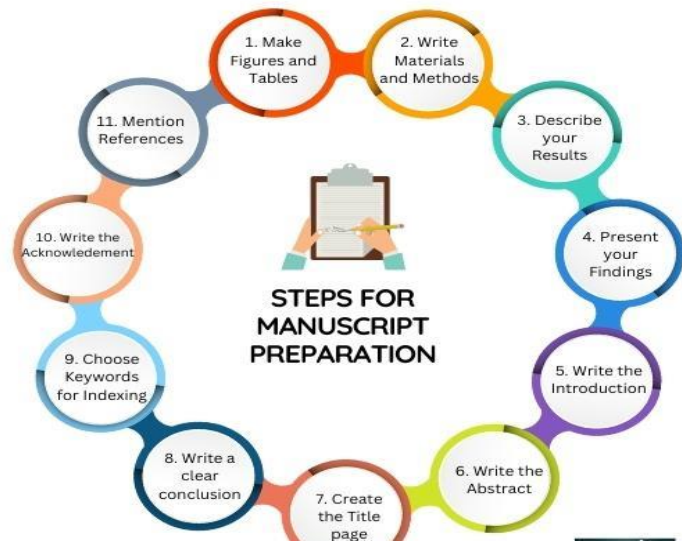 1. Make
Figures and
Tables
2. Write
Materials
and Methods
3. Describe
your
Results
4. Present
your
Findings
5. Write the
Introduction
6. Write the
Abstract
7. Create
the Title
page
8. Write a
clear
conclusion
9. Choose
Keywords
for Indexing
10. Write the
Acknowledement
11. Mention
References
STEPS FOR
MANUSCRIPT
PREPARATION